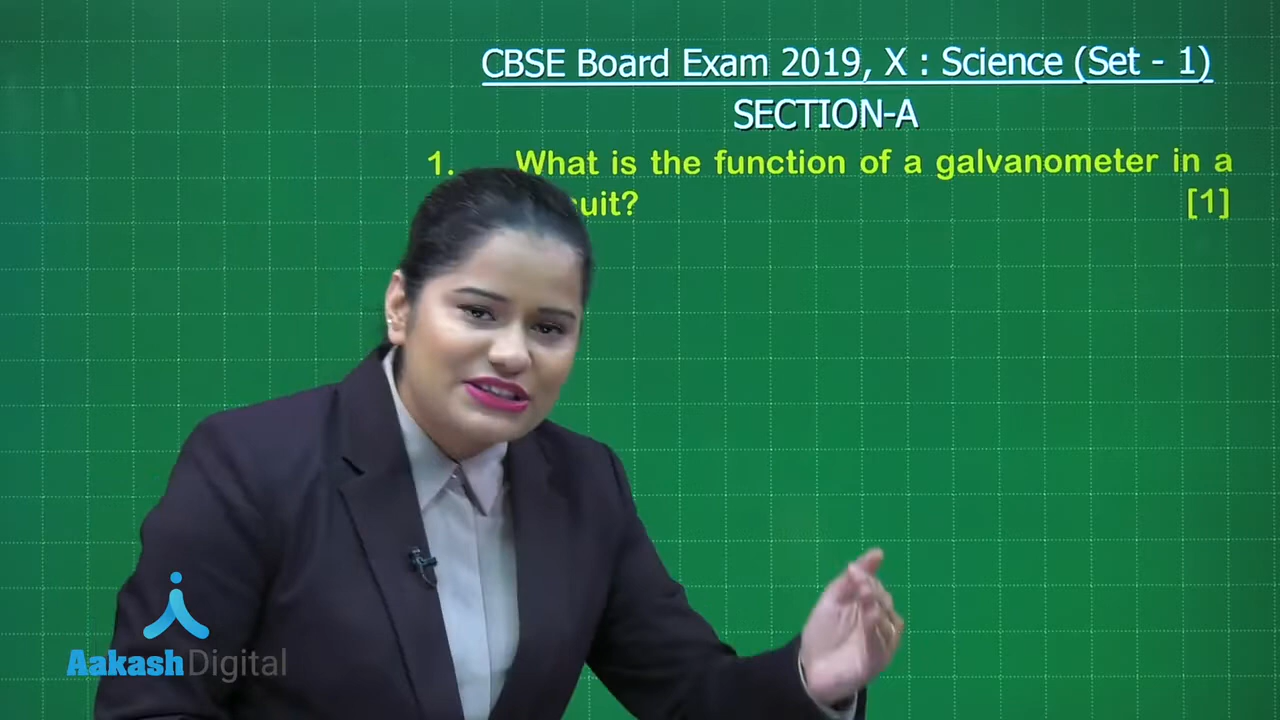 CBSE Board Exam 2019, X : Science (Set - 1)
SECTION-A
1. What is the function of a galvanometer in a
uit? [1]
Aakash Digital